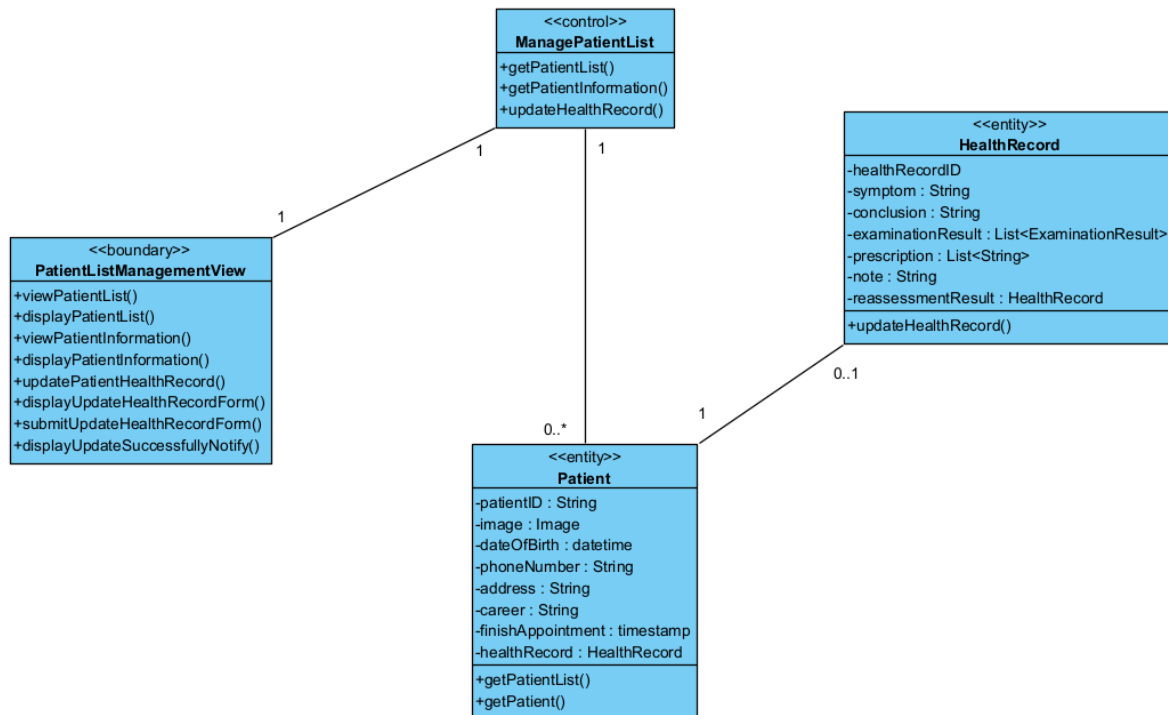 <<control>>
ManagePatientList
+getPatientList()
+getPatientInformation()
+updateHealthRecord()
1
1
1
<<boundary>>
PatientListManagementView
+viewPatientList()
+displayPatientList()
+viewPatientInformation()
+displayPatientInformation()
+updatePatientHealthRecord()
+displayUpdateHealthRecordForm()
+submitUpdateHealthRecordForm()
+displayUpdateSuccessfullyNotify()
<<entity>>
HealthRecord
-healthRecordID
-symptom : String
-conclusion : String
-examinationResult : List<ExaminationResult>
-prescription : List<String>
-note : String
-reassessmentResult : HealthRecord
+updateHealthRecord()
0..1
1
0..*
<<entity>>
Patient
-patientID : String
-image : Image
-dateOfBirth : datetime
-phoneNumber : String
-address : String
-career : String
-finishAppointment : timestamp
-healthRecord : HealthRecord
+getPatientList()
+getPatient()